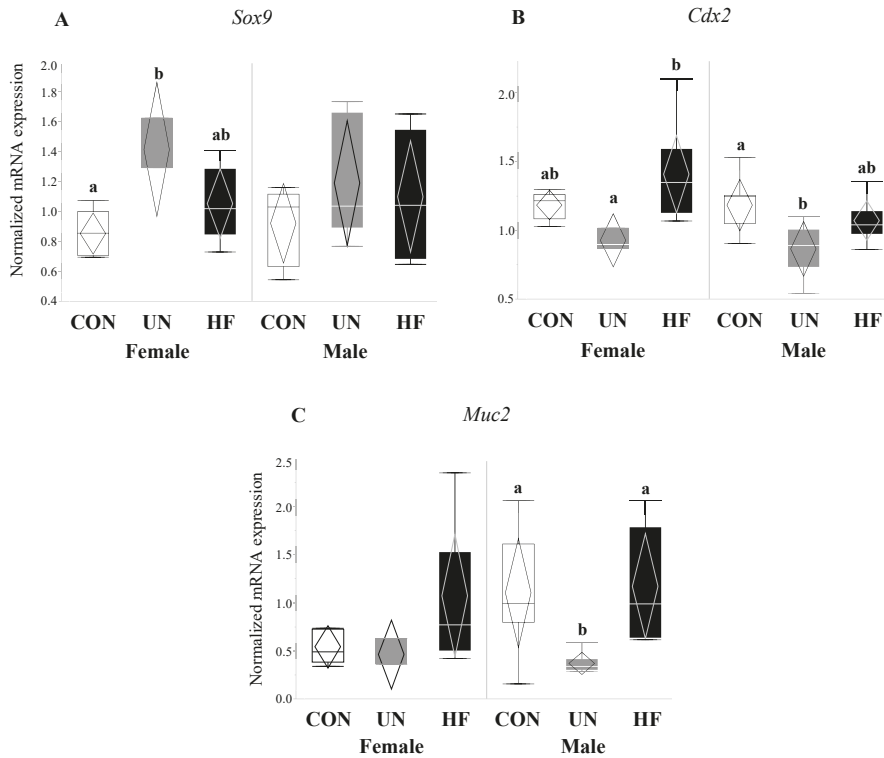 A Sox9
Normalized mRNA expression
2.0
1.8
1.6
1.4
1.2
1.0
0.8
0.6
0.4
a b ab
CON UN HF CON UN HF
Female Male
B Cdx2
2.0
1.5
1.0
0.5
ab a b a b ab
CON UN HF CON UN HF
Female Male
C Muc2
Normalized mRNA expression
2.5
2.0
1.5
1.0
0.5
0.0
a b a
CON UN HF CON UN HF
Female Male